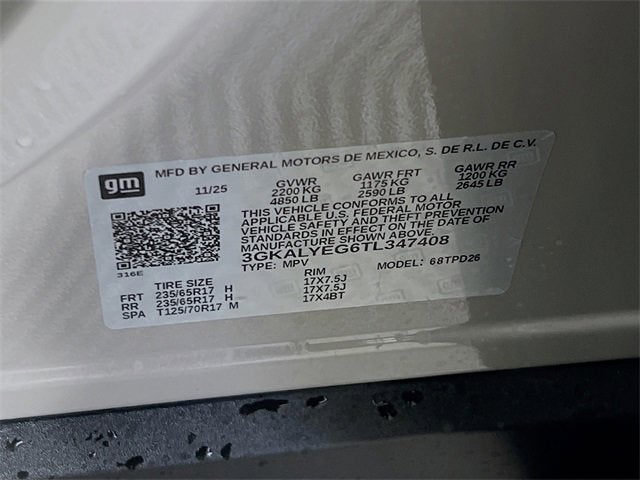 gm
MFD BY GENERAL MOTORS DE MEXICO, S. DE R.L. DE C.V.
11/25 GVWR GAWR FRT GAWR RR
2200 KG 1175 KG 1200 KG
4850 LB 2590 LB 2645 LB
THIS VEHICLE CONFORMS TO ALL
APPLICABLE U.S. FEDERAL MOTOR
VEHICLE SAFETY AND THEFT PREVENTION
STANDARDS IN EFFECT ON THE DATE OF
MANUFACTURE SHOWN ABOVE.
3GKALYEG6TL347408
316E
TYPE: MPV MODEL: 68TPD26
TIRE SIZE RIM
FRT 235/65R17 H 17X7.5J
RR 235/65R17 H 17X7.5J
SPA T125/70R17 M 17X4BT